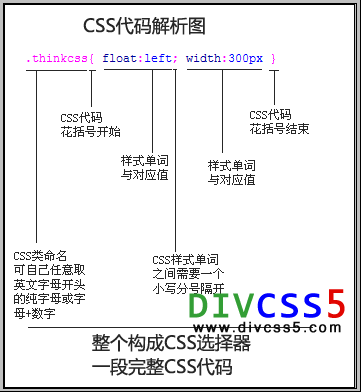 CSS代码解析图
.thinkcss{ float:left; width:300px }
CSS代码
花括号开始
CSS代码
花括号结束
样式单词
与对应值
样式单词
与对应值
CSS类命名
可自己任意取
英文字母开头
的纯字母或字
母+数字
CSS样式单词
之间需要一个
小写分号隔开
DIVCSS5
www.divcss5.com
整个构成CSS选择器
一段完整CSS代码